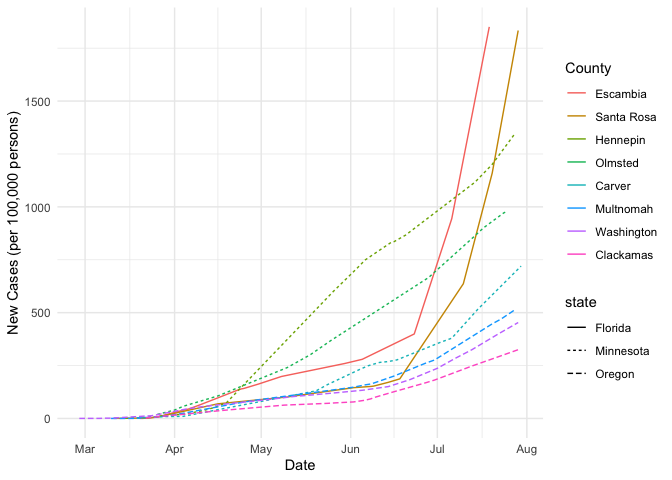 New Cases (per 100,000 persons)
1500
1000
500
0
Mar
Apr
May
Jun
Jul
Aug
Date
County
Escambia
Santa Rosa
Hennepin
Olmsted
Carver
Multnomah
Washington
Clackamas
state
Florida
Minnesota
Oregon